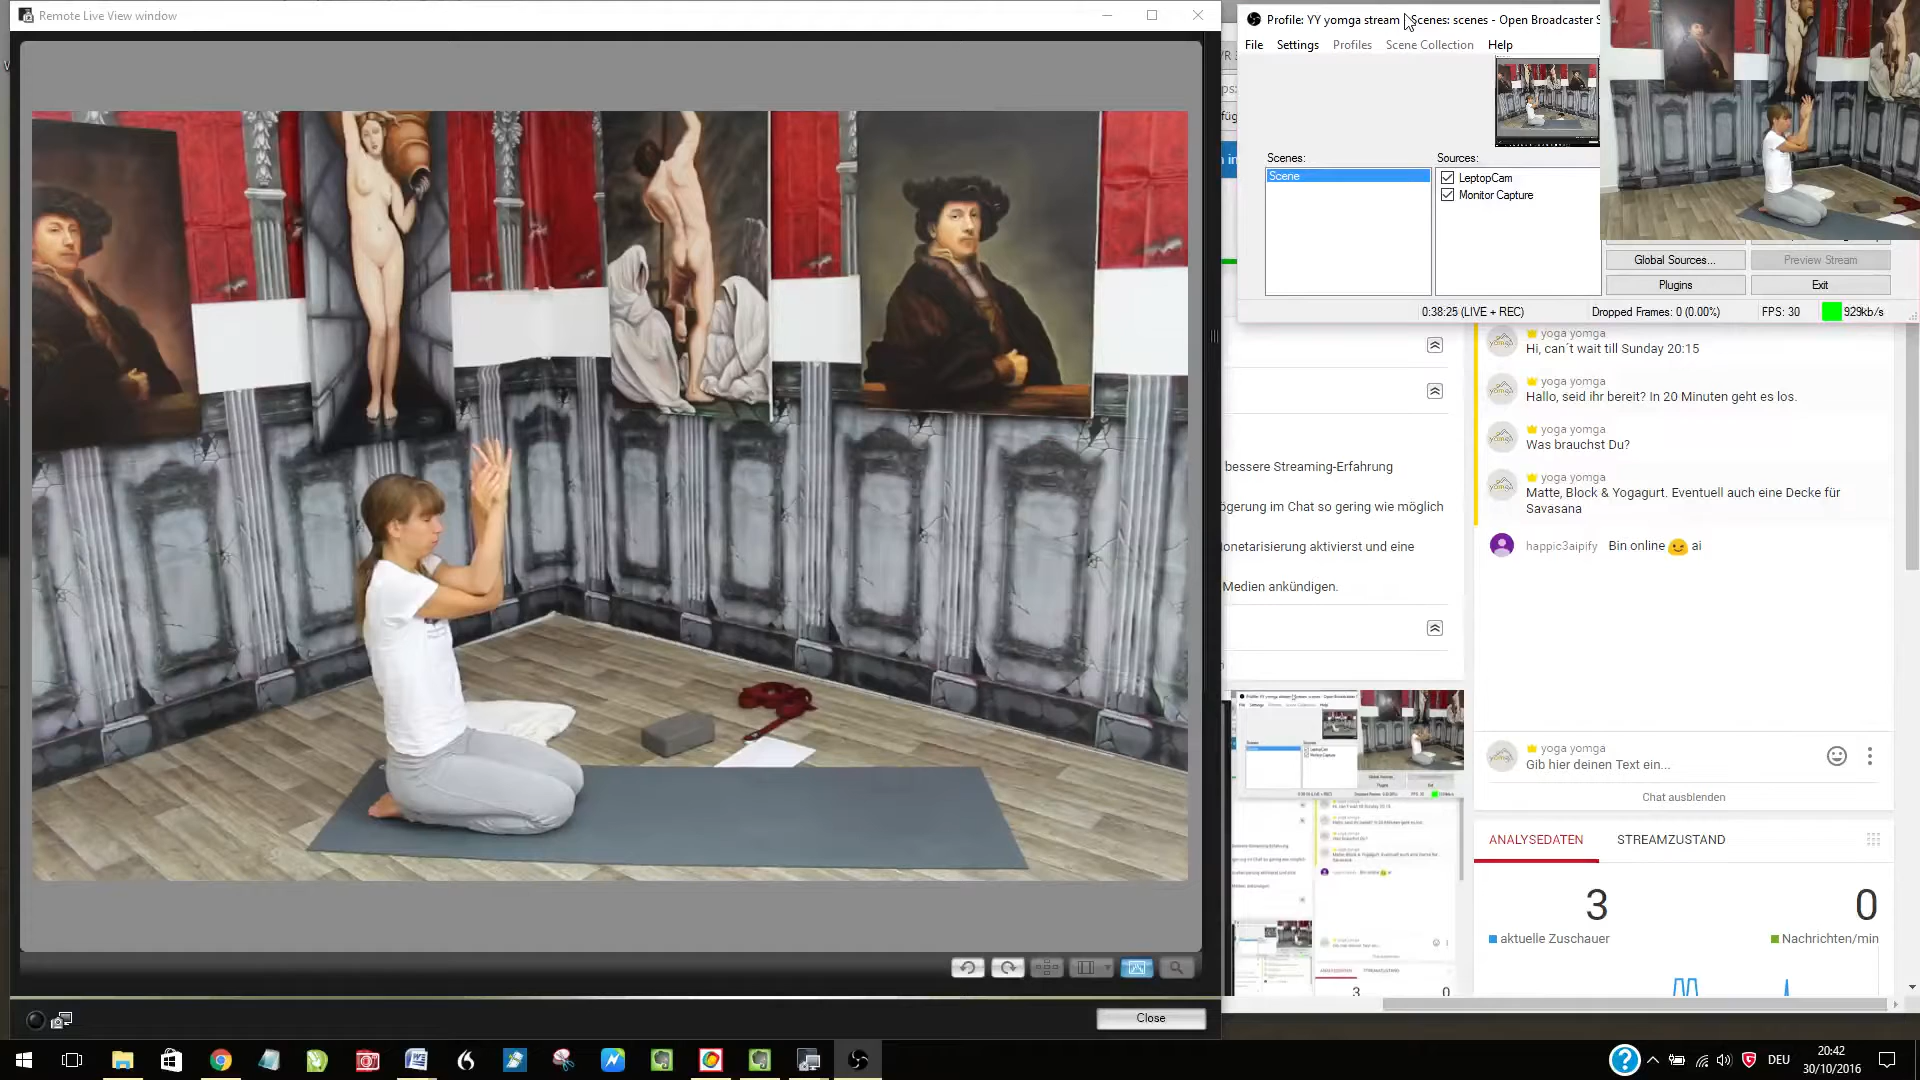 Remote Live View window
Close
Profile: YY yomga stream
Scenes: scenes - Open Broadcaster S
File
Settings
Profiles
Scene Collection
Help
Scenes:
Scene
Sources:
LeptopCam
Monitor Capture
Global Sources...
Preview Stream
Plugins
Exit
0:38:25 (LIVE + REC)
Dropped Frames: 0 (0.00%)
FPS: 30
929kb/s
bessere Streaming-Erfahrung
ögerung im Chat so gering wie möglich
onetarisierung aktivierst und eine
Medien ankündigen.
yoga yomga
Hi, can´t wait till Sunday 20:15
yoga yomga
Hallo, seid ihr bereit? In 20 Minuten geht es los.
yoga yomga
Was brauchst Du?
yoga yomga
Matte, Block & Yogagurt. Eventuell auch eine Decke für
Savasana
happic3aipify Bin online ai
yoga yomga
Gib hier deinen Text ein...
Chat ausblenden
ANALYSEDATEN
STREAMZUSTAND
3
0
aktuelle Zuschauer
Nachrichten/min
3
0
DEU
20:42
30/10/2016